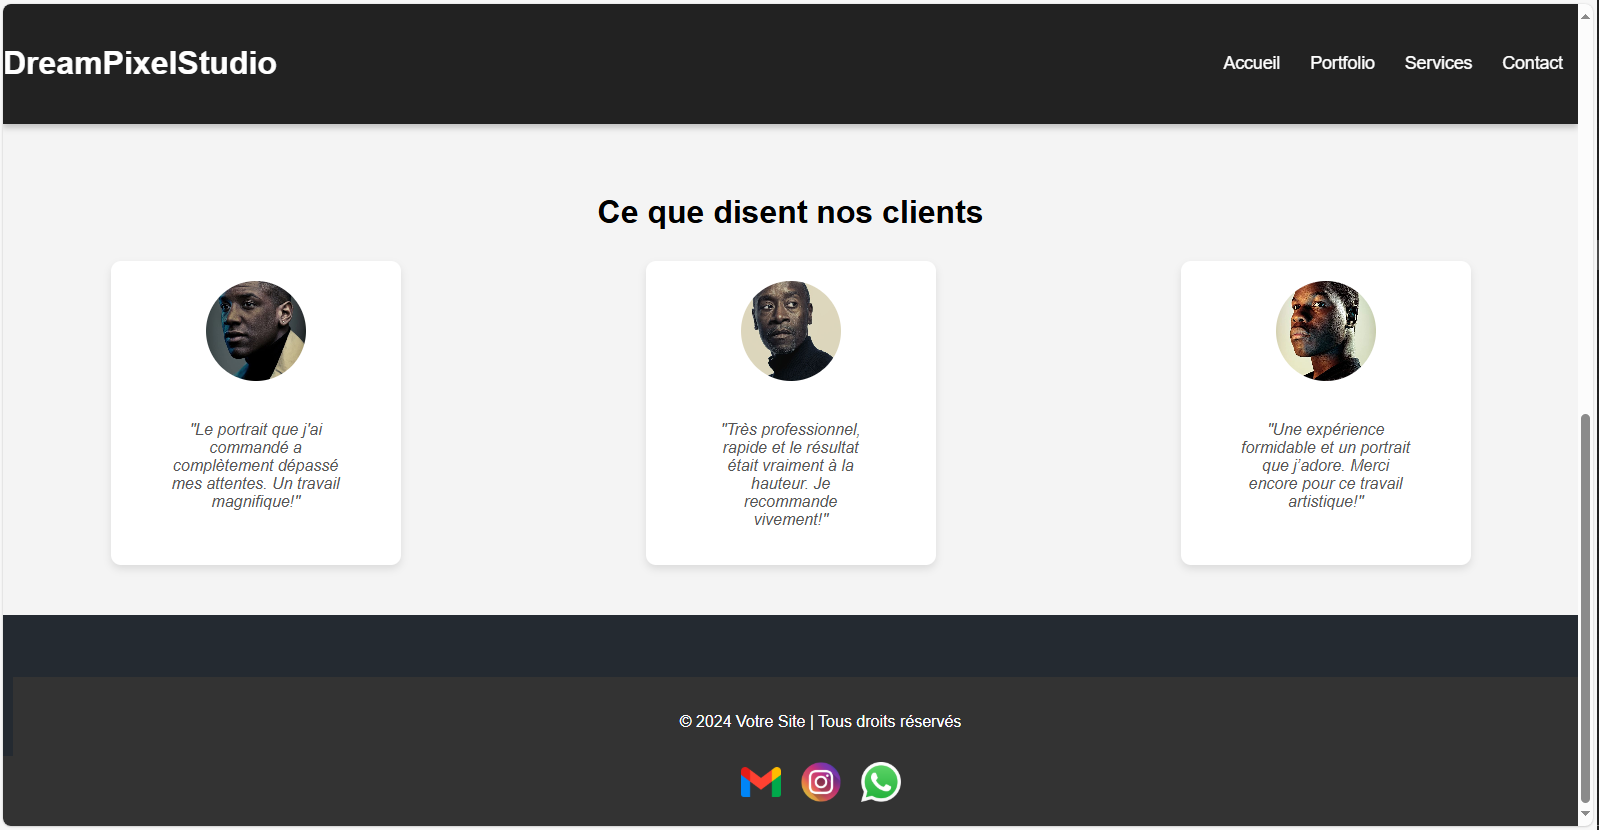 DreamPixelStudio
Accueil Portfolio Services Contact
Ce que disent nos clients
"Le portrait que j'ai
commandé a
complètement dépassé
mes attentes. Un travail
magnifique!"
"Très professionnel,
rapide et le résultat
était vraiment à la
hauteur. Je
recommande
vivement!"
"Une expérience
formidable et un portrait
que j’adore. Merci
encore pour ce travail
artistique!"
© 2024 Votre Site | Tous droits réservés